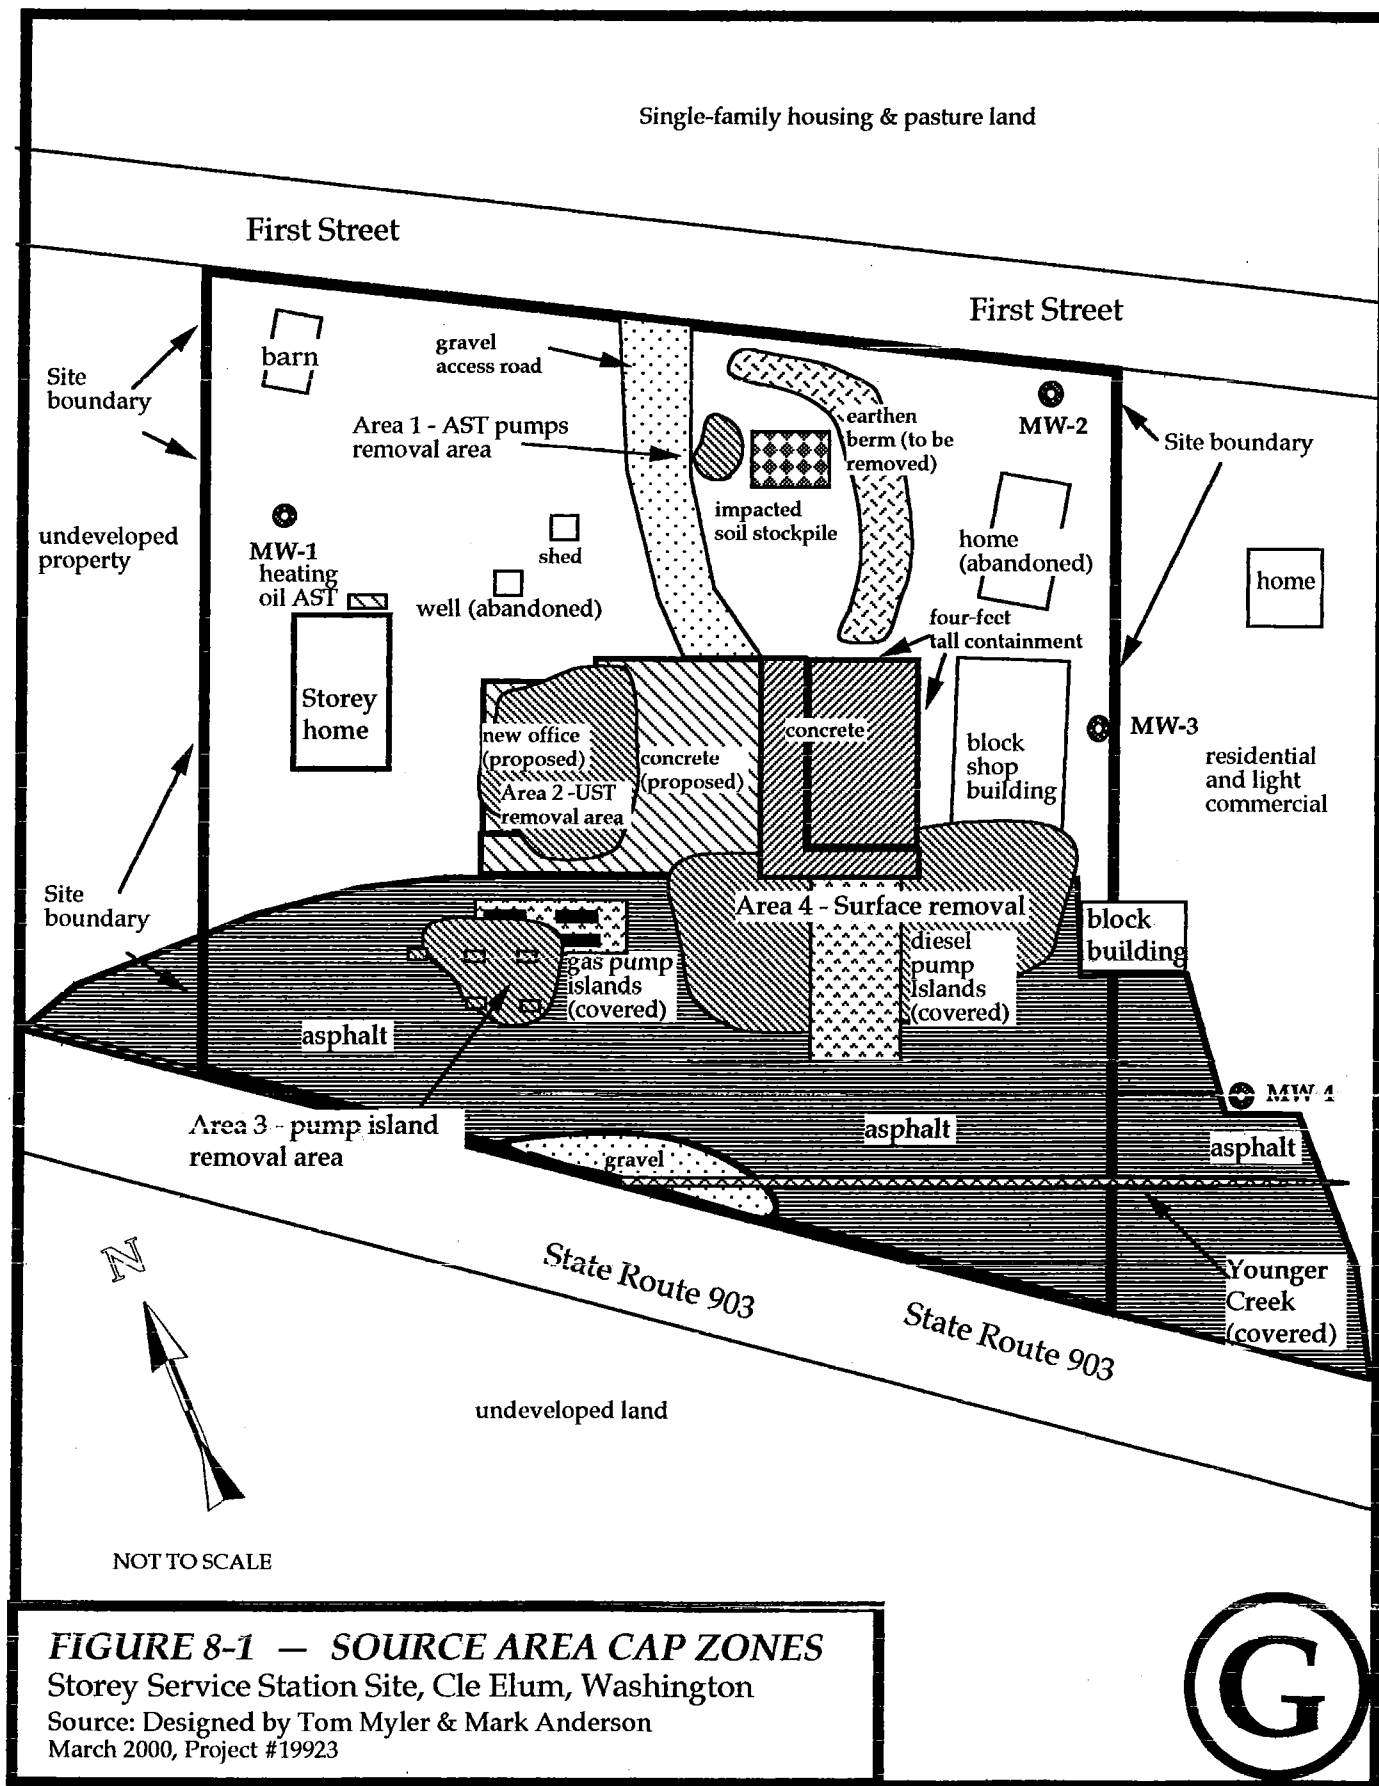 Single-family housing & pasture land
First Street
First Street
barn
gravel
access road
Site
boundary
Area 1 - AST pumps
removal area
earthen
berm (to be
removed)
MW-2
Site boundary
impacted
soil stockpile
undeveloped
property
MW-1
heating
oil AST
shed
well (abandoned)
home
(abandoned)
home
four-feet
tall containment
Storey
home
new office
(proposed)
concrete
(proposed)
concrete
Area 2 -UST
removal area
block
shop
building
MW-3
residential
and light
commercial
Site
boundary
Area 4 - Surface removal
block
building
gas pump
islands
(covered)
diesel
pump
Islands
(covered)
asphalt
MW-4
Area 3 - pump island
removal area
asphalt
asphalt
gravel
N
State Route 903
State Route 903
Younger
Creek
(covered)
undeveloped land
NOT TO SCALE
FIGURE 8-1 — SOURCE AREA CAP ZONES
Storey Service Station Site, Cle Elum, Washington
Source: Designed by Tom Myler & Mark Anderson
March 2000, Project #19923
G